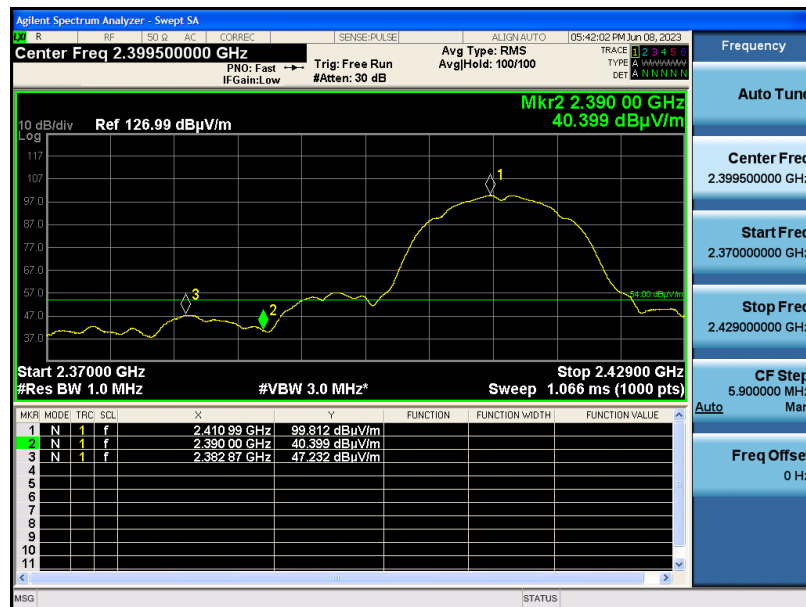 Agilent Spectrum Analyzer - Swept SA
LXI R RF 50 Ω AC CORREC SENSE:PULSE ALIGN AUTO 05:42:02 PM Jun 08, 2023
Center Freq 2.399500000 GHz
PNO: Fast
IFGain:Low
Trig: Free Run
#Atten: 30 dB
Avg Type: RMS
Avg|Hold: 100/100
TRACE 1 2 3 4 5 6
TYPE A WWWWW
DET A N N N N N
Mkr2 2.390 00 GHz
40.399 dBµV/m
10 dB/div Ref 126.99 dBµV/m
Log
117
107
97.0
87.0
77.0
67.0
57.0
47.0
37.0
1
2
3
54.00 dBµV/m
Start 2.37000 GHz Stop 2.42900 GHz
#Res BW 1.0 MHz #VBW 3.0 MHz* Sweep 1.066 ms (1000 pts)
MKR MODE TRC SCL X Y FUNCTION FUNCTION WIDTH FUNCTION VALUE
1 N 1 f 2.410 99 GHz 99.812 dBµV/m
2 N 1 f 2.390 00 GHz 40.399 dBµV/m
3 N 1 f 2.382 87 GHz 47.232 dBµV/m
4
5
6
7
8
9
10
11
MSG STATUS
Frequency
Auto Tune
Center Freq
2.399500000 GHz
Start Freq
2.370000000 GHz
Stop Freq
2.429000000 GHz
CF Step
5.900000 MHz
Auto Man
Freq Offset
0 Hz